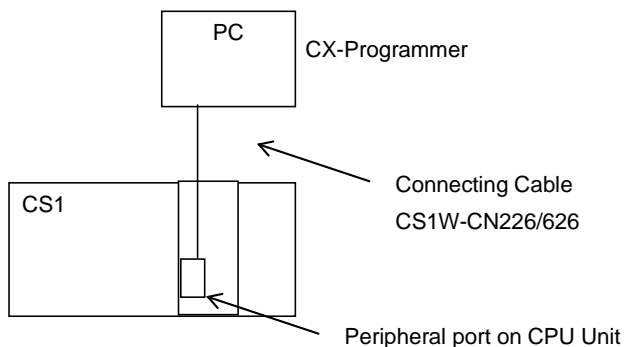 PC
CX-Programmer
Connecting Cable
CS1W-CN226/626
CS1
Peripheral port on CPU Unit